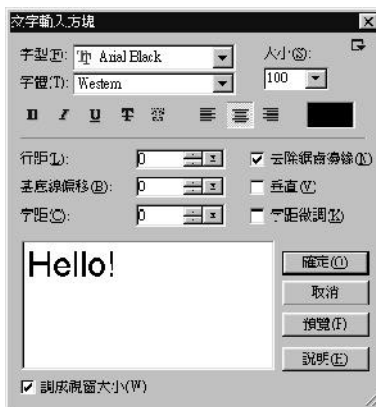 文字輸入方塊
字型(F): Arial Black
大小(S):
字體(T): Western
100
B I U T
行距(L): 0
去除鋸齒邊緣(N)
基底線偏移(B): 0
垂直(V)
字距(C): 0
字距微調(K)
Hello!
確定(O)
取消
預覽(F)
說明(E)
調成視窗大小(W)